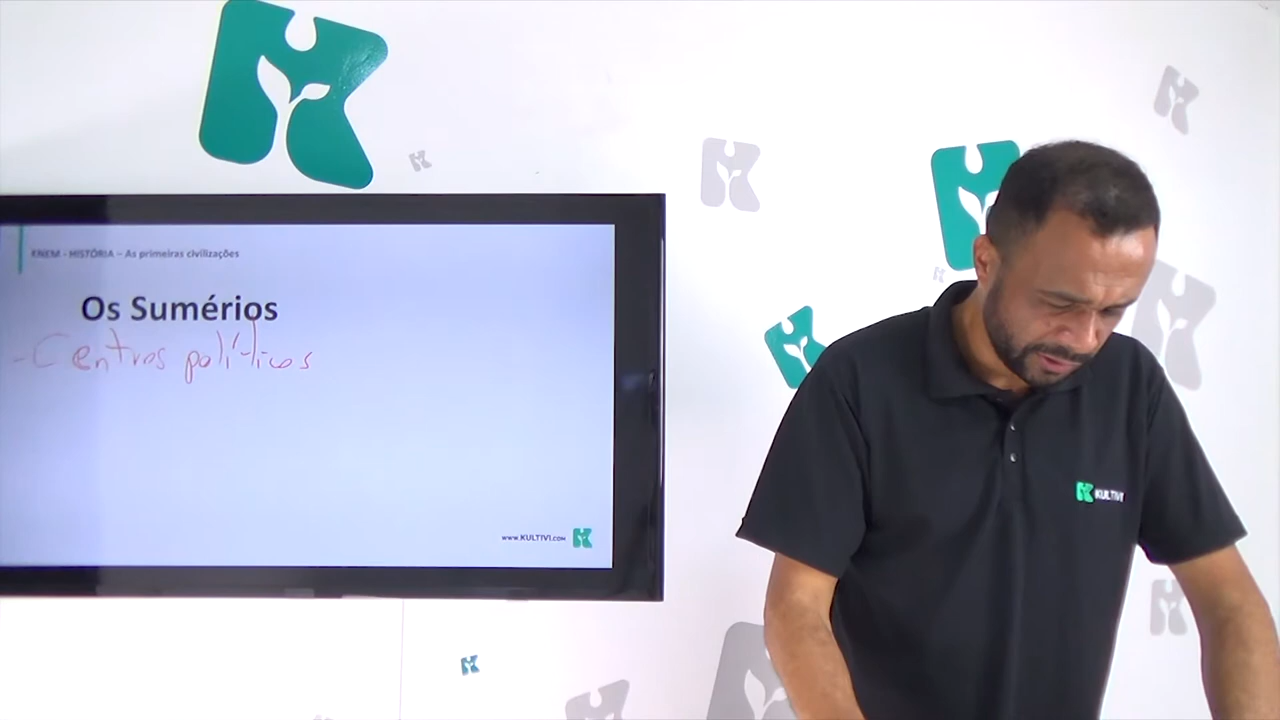 ENEM - HISTÓRIA – As primeiras civilizações
Os Sumérios
- Centros políticos
www.KULTIVI.com
KULTIVI